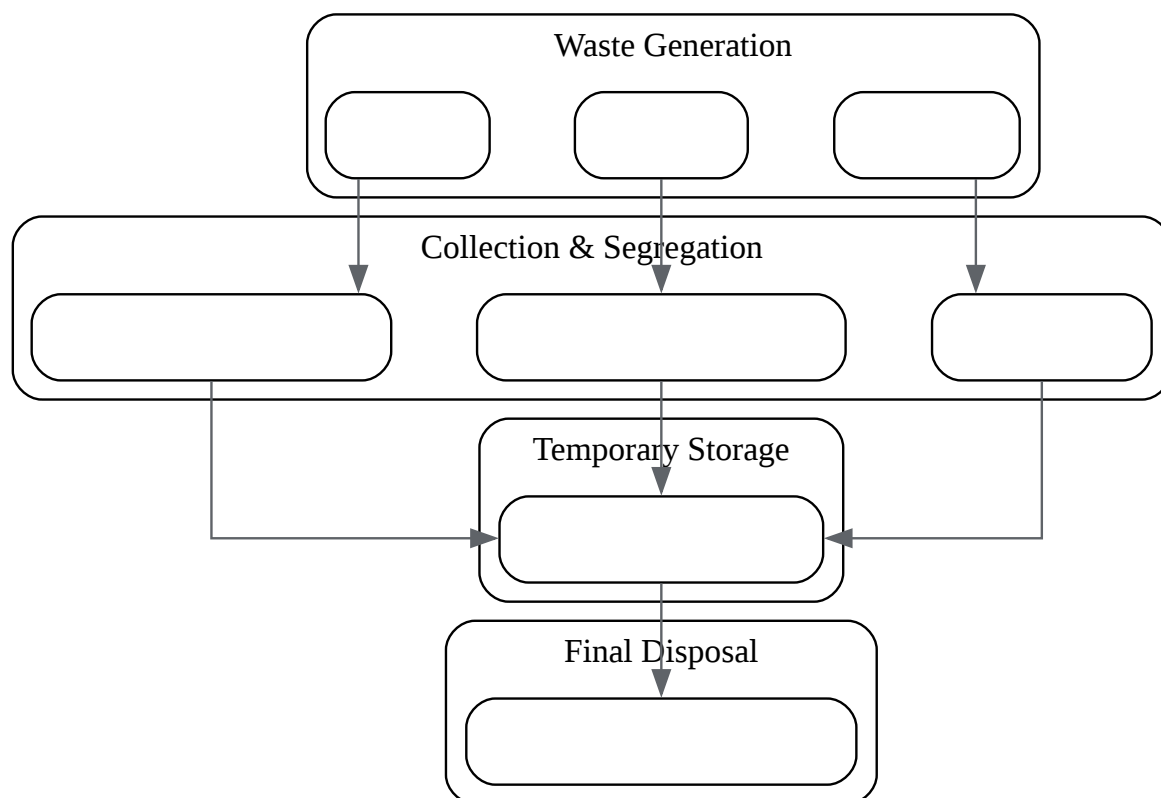 Waste Generation
Collection & Segregation
Temporary Storage
Final Disposal